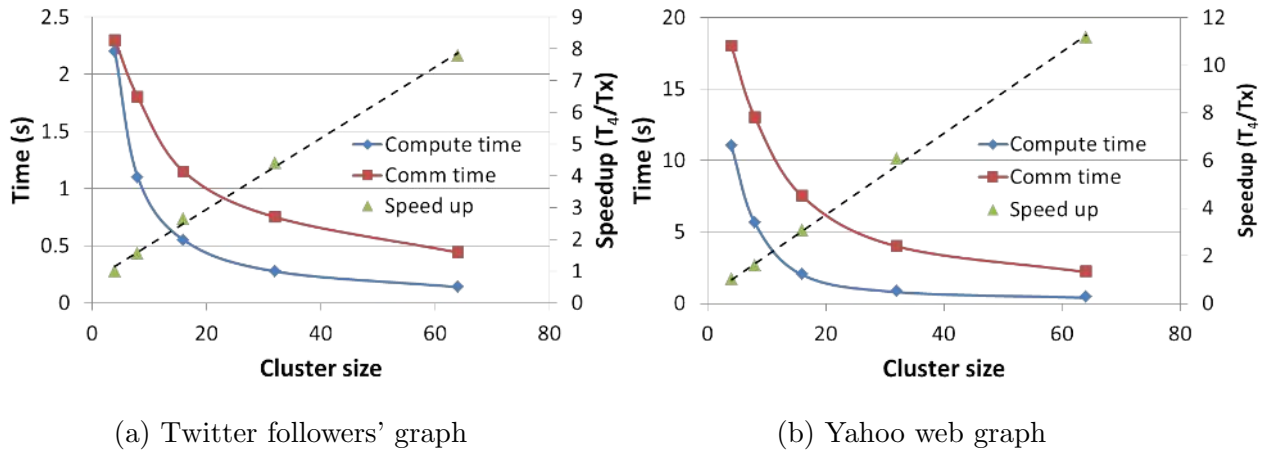 2.5
2
1.5
1
0.5
0
Time (s)
9
8
7
6
5
4
3
2
1
0
Speedup (T₄/Tx)
Compute time
Comm time
Speed up
0 20 40 60 80
Cluster size
(a) Twitter followers’ graph
20
15
10
5
0
Time (s)
12
10
8
6
4
2
0
Speedup (T₄/Tx)
Compute time
Comm time
Speed up
0 20 40 60 80
Cluster size
(b) Yahoo web graph